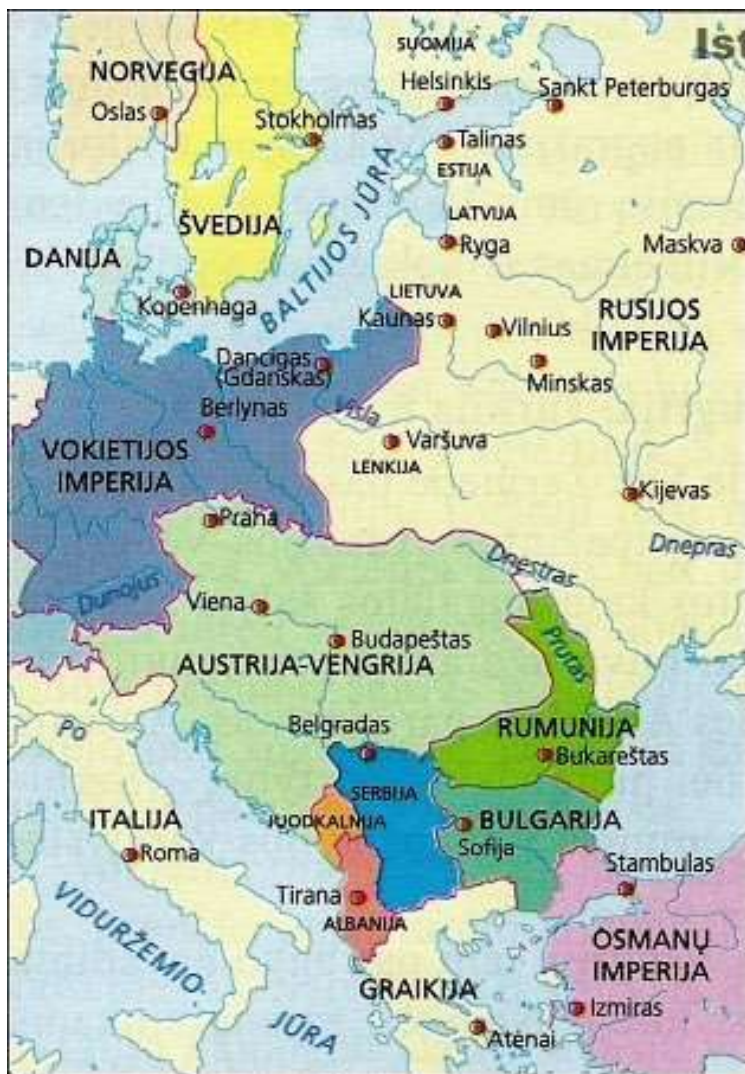 Ist
SUOMIJA
NORVEGIJA
Helsinkis
Sankt Peterburgas
Oslas
Stokholmas
Talinas
ESTIJA
BALTIJOS JŪRA
ŠVEDIJA
LATVIJA
Ryga
Maskva
DANIJA
Kopenhaga
LIETUVA
Kaunas
Vilnius
RUSIJOS
IMPERIJA
Dancigas
(Gdanskas)
Minskas
Berlynas
Visla
Varšuva
VOKIETIJOS
IMPERIJA
LENKIJA
Kijevas
Praha
Dnepras
Dnestras
Dunojus
Viena
Budapeštas
Prutas
AUSTRIJA-VENGRIJA
Po
Belgradas
RUMUNIJA
Bukareštas
SERBIJA
ITALIJA
JUODKALNIJA
BULGARIJA
Roma
Sofija
Stambulas
Tirana
ALBANIJA
VIDURŽEMIO
JŪRA
OSMANŲ
IMPERIJA
GRAIKIJA
Izmiras
Atėnai